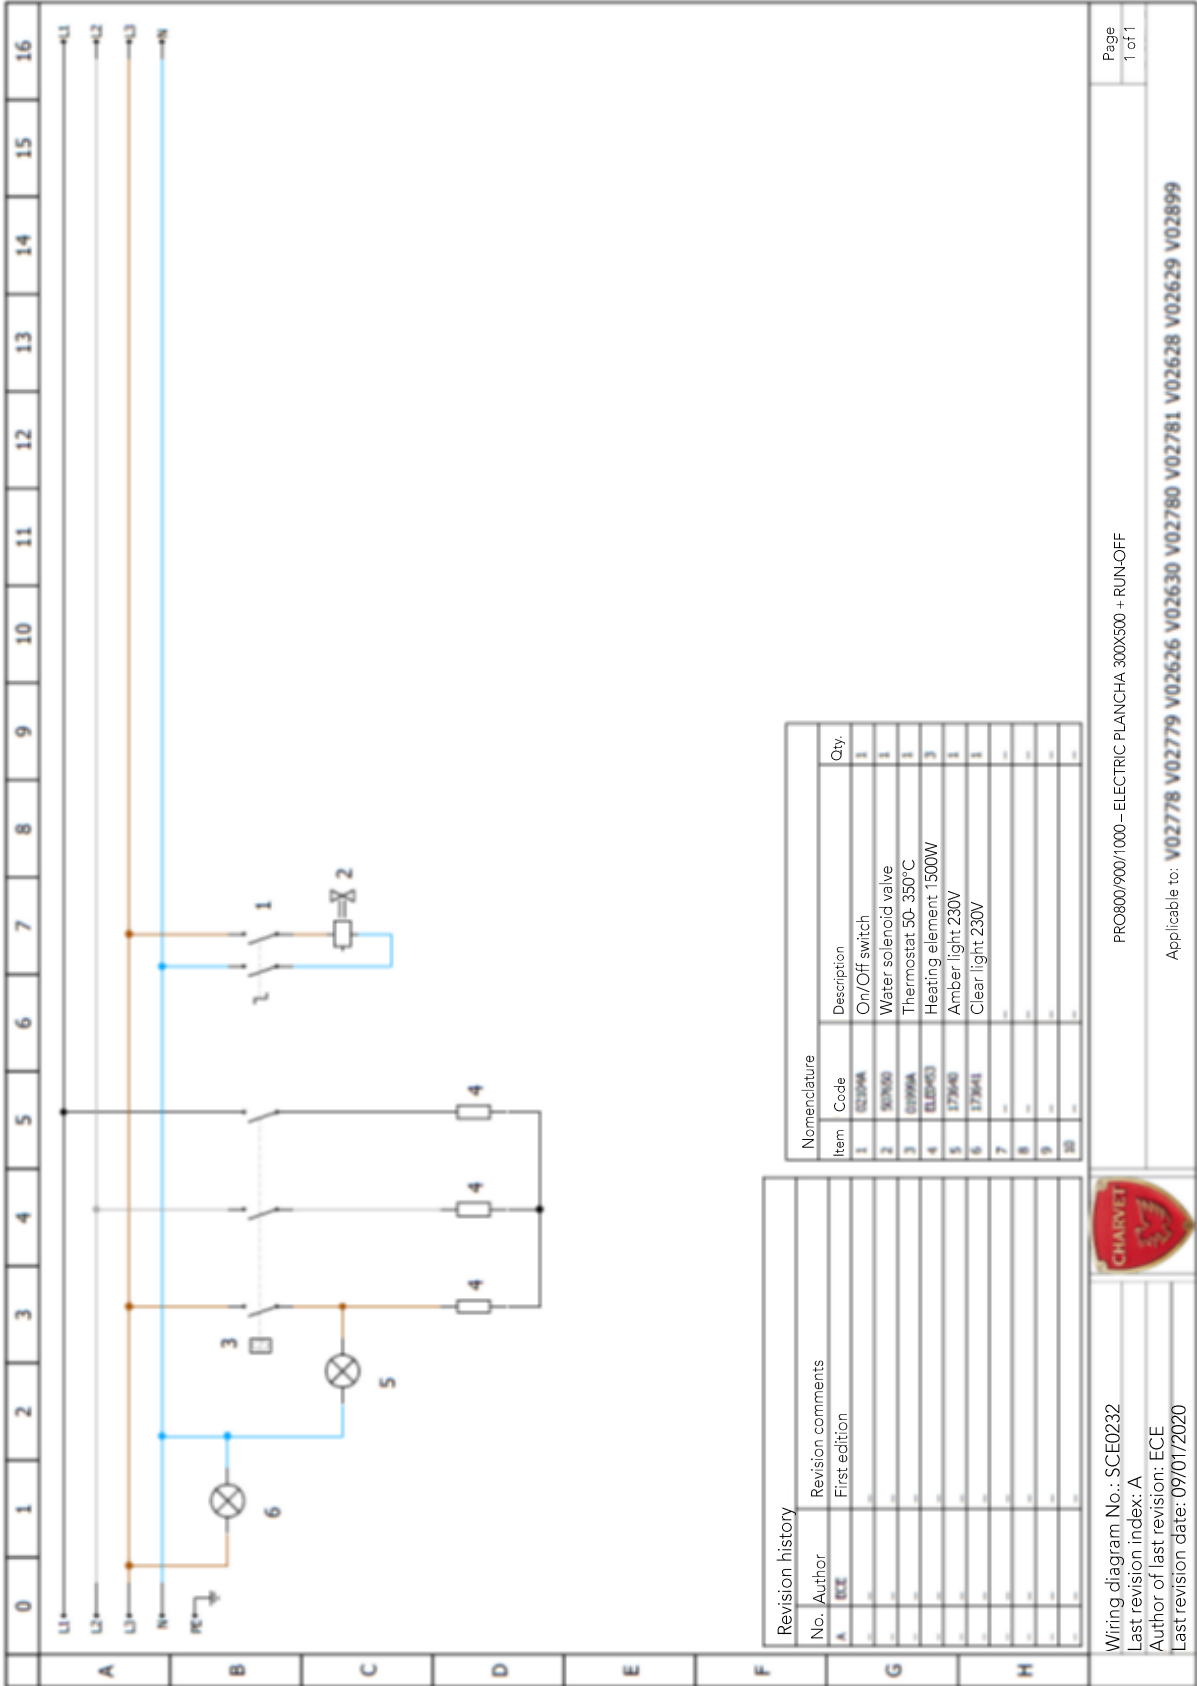 0 1 2 3 4 5 6 7 8 9 10 11 12 13 14 15 16
A
B
C
D
E
F
G
H
L1 L1
L2 L2
L3 L3
N N
PE
6
5
3
4
4
4
1
2
Revision history
No. Author Revision comments
A ECE First edition
Nomenclature
Item Code Description Qty.
1 02104A On/Off switch 1
2 507650 Water solenoid valve 1
3 Thermostat 50- 350°C 1
4 Heating element 1500W 3
5 173640 Amber light 230V 1
6 173641 Clear light 230V 1
7 – – –
8 – – –
9 – – –
10 – – –
Wiring diagram No.: SCE0232
Last revision index: A
Author of last revision: ECE
Last revision date: 09/01/2020
CHARVET
PRO800/900/1000 – ELECTRIC PLANCHA 300X500 + RUN-OFF
Applicable to: V02778 V02779 V02626 V02630 V02780 V02781 V02628 V02629 V02899
Page
1 of 1